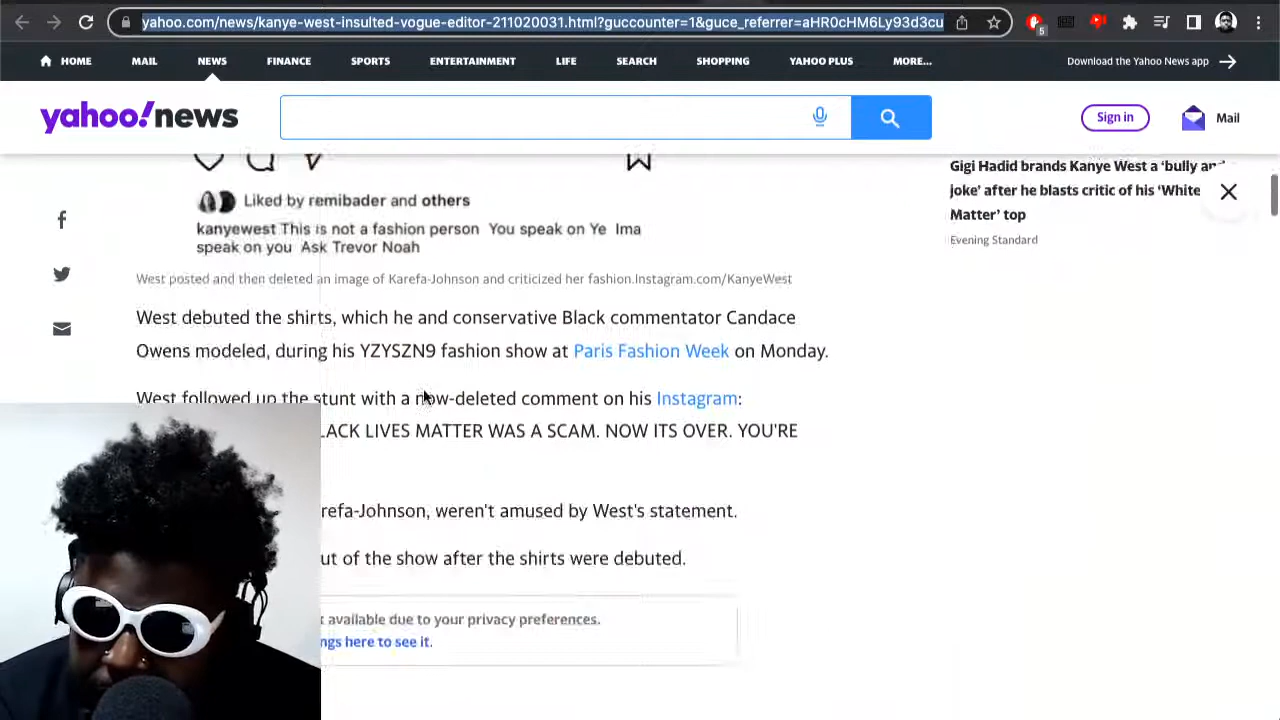 yahoo.com/news/kanye-west-insulted-vogue-editor-211020031.html?guccounter=1&guce_referrer=aHR0cHM6Ly93d3cu
5
HOME MAIL NEWS FINANCE SPORTS ENTERTAINMENT LIFE SEARCH SHOPPING YAHOO PLUS MORE... Download the Yahoo News app
yahoo!news
Sign in
Mail
Gigi Hadid brands Kanye West a ‘bully and
joke’ after he blasts critic of his ‘White
Matter’ top
Evening Standard
Liked by remibader and others
kanyewest This is not a fashion person You speak on Ye Ima
speak on you Ask Trevor Noah
West posted and then deleted an image of Karefa-Johnson and criticized her fashion.Instagram.com/KanyeWest
West debuted the shirts, which he and conservative Black commentator Candace
Owens modeled, during his YZYSZN9 fashion show at Paris Fashion Week on Monday.
West followed up the stunt with a now-deleted comment on his Instagram:
LACK LIVES MATTER WAS A SCAM. NOW ITS OVER. YOU'RE
refa-Johnson, weren't amused by West's statement.
ut of the show after the shirts were debuted.
t available due to your privacy preferences.
ngs here to see it.